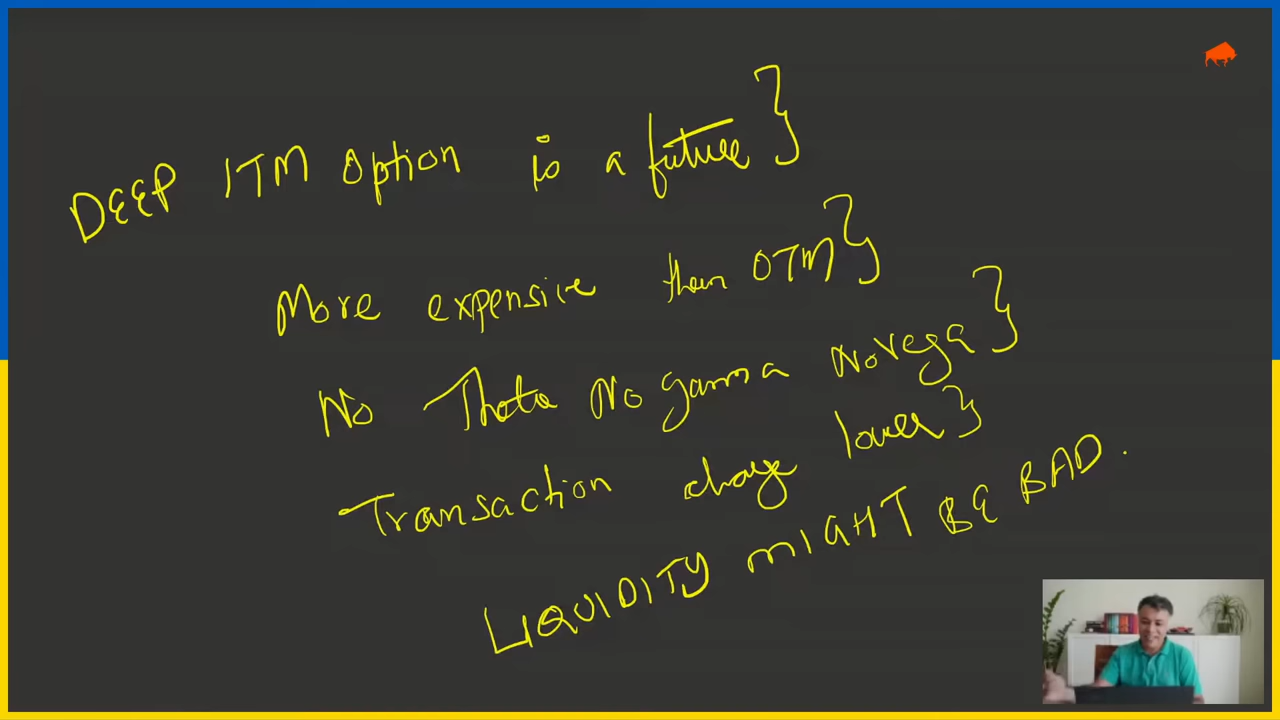 DEEP ITM Option is a future }
More expensive than OTM }
No Theta No gamma No vega }
Transaction charge lower }
LIQUIDITY MIGHT BE BAD.